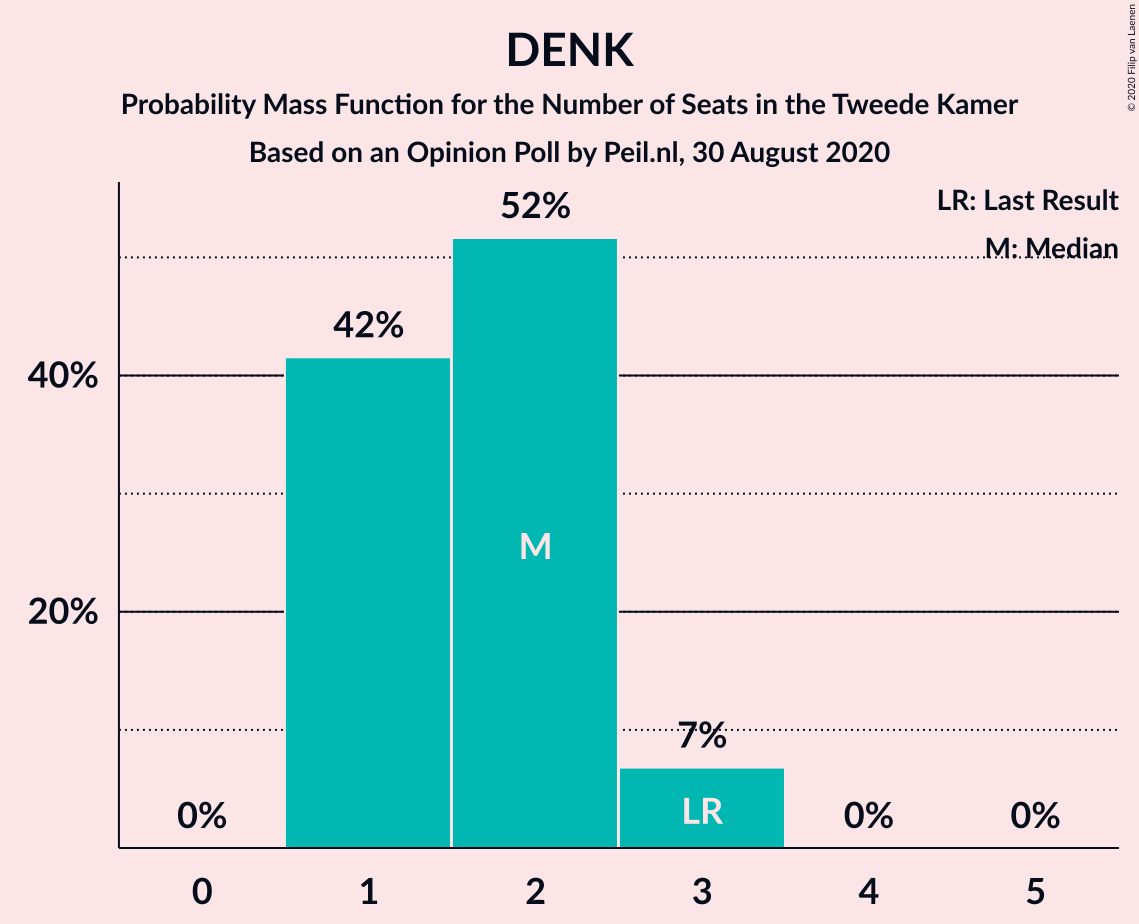 DENK
Probability Mass Function for the Number of Seats in the Tweede Kamer
Based on an Opinion Poll by Peil.nl, 30 August 2020
© 2020 Filip van Laenen
LR: Last Result
M: Median
52%
42%
40%
M
20%
7%
LR
0%
0%
0%
0
1
2
3
4
5